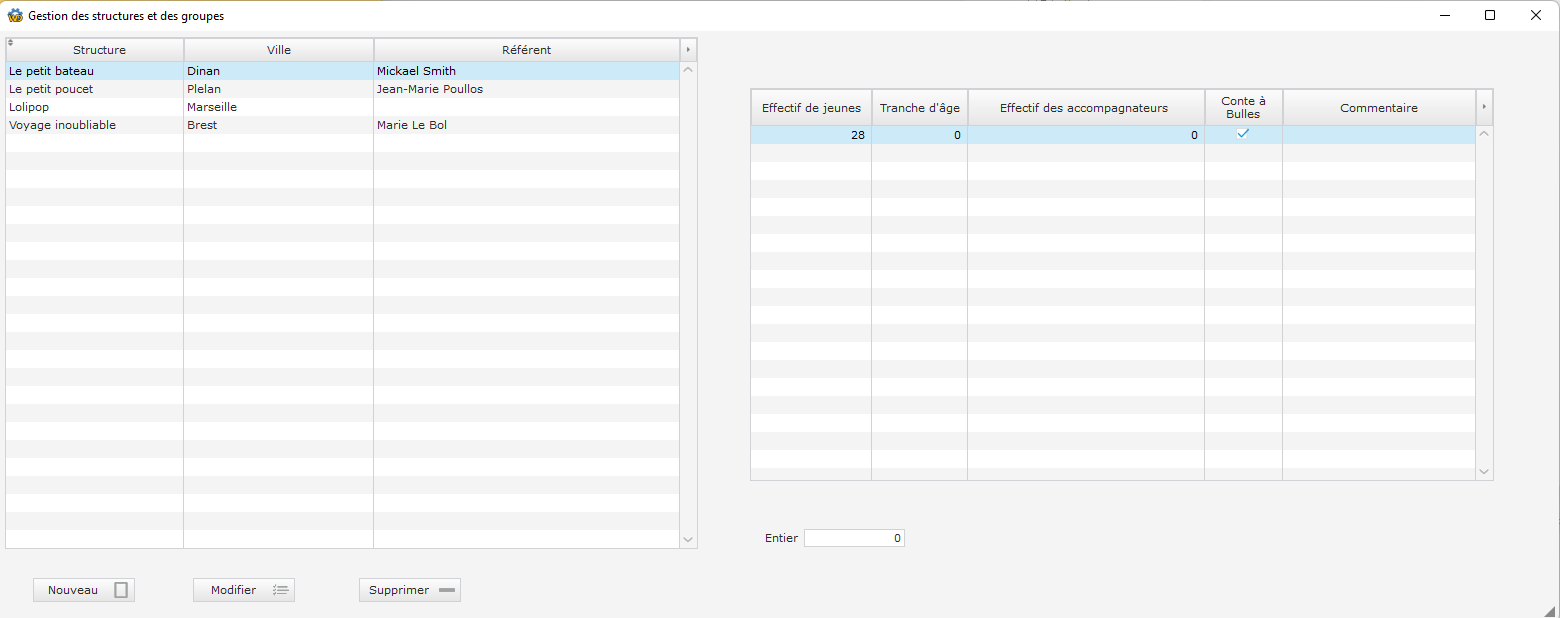 Gestion des structures et des groupes
Structure Ville Référent
Le petit bateau Dinan Mickael Smith
Le petit poucet Plelan Jean-Marie Poullos
Lolipop Marseille
Voyage inoubliable Brest Marie Le Bol
Effectif de jeunes Tranche d'âge Effectif des accompagnateurs Conte à Commentaire
Bulles
28 0 0
Entier 0
Nouveau Modifier Supprimer